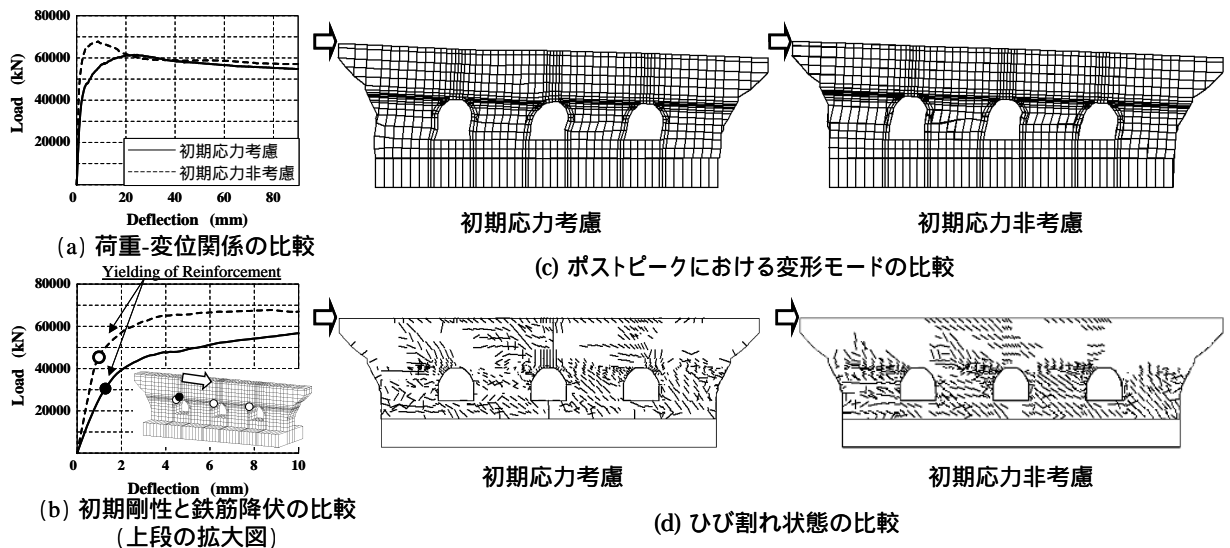 80000
60000
40000
20000
0
Load (kN)
初期応力考慮
初期応力非考慮
0 20 40 60 80
Deflection (mm)
(a) 荷重-変位関係の比較
Yielding of Reinforcement
80000
60000
40000
20000
0
Load (kN)
0 2 4 6 8 10
Deflection (mm)
(b) 初期剛性と鉄筋降伏の比較
(上段の拡大図)
初期応力考慮
初期応力非考慮
(c) ポストピークにおける変形モードの比較
初期応力考慮
初期応力非考慮
(d) ひび割れ状態の比較